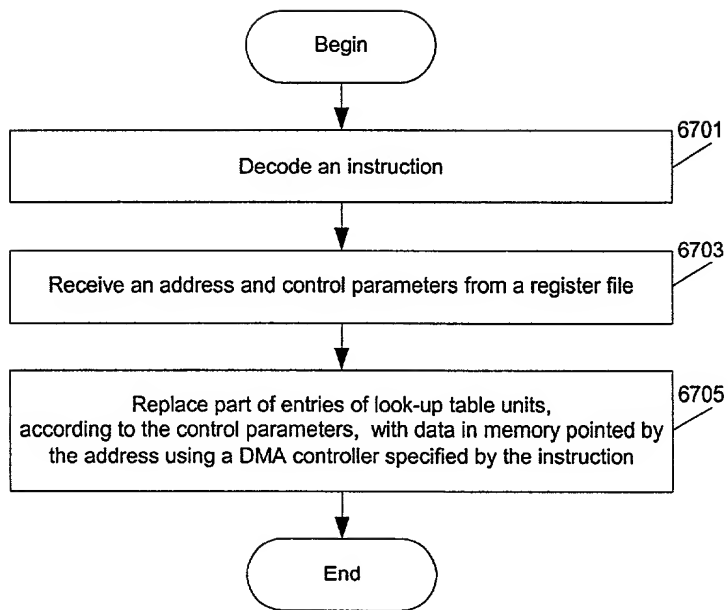 Begin
6701
Decode an instruction
6703
Receive an address and control parameters from a register file
6705
Replace part of entries of look-up table units,
according to the control parameters, with data in memory pointed by
the address using a DMA controller specified by the instruction
End